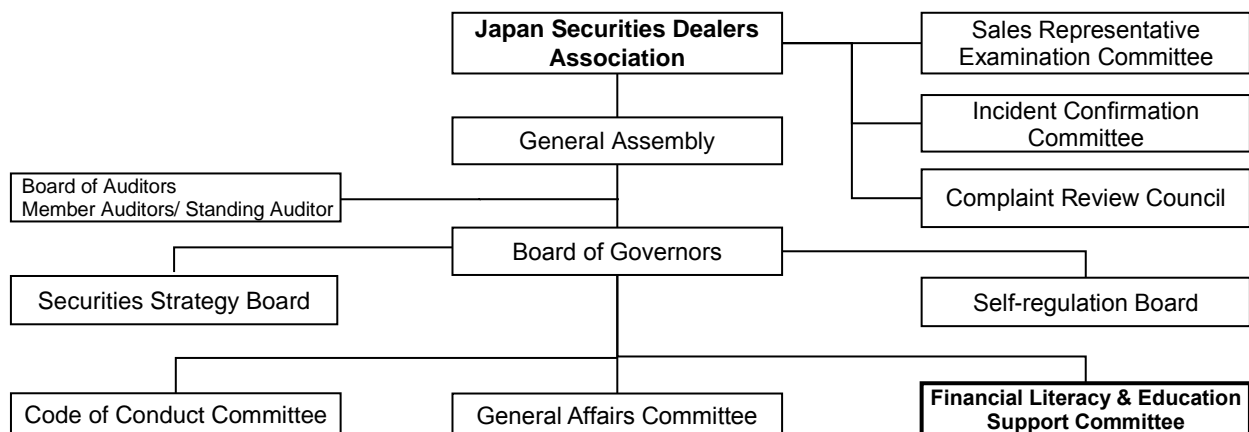 Japan Securities Dealers
Association
Sales Representative
Examination Committee
General Assembly
Incident Confirmation
Committee
Board of Auditors
Member Auditors/ Standing Auditor
Complaint Review Council
Board of Governors
Securities Strategy Board
Self-regulation Board
Code of Conduct Committee
General Affairs Committee
Financial Literacy & Education
Support Committee